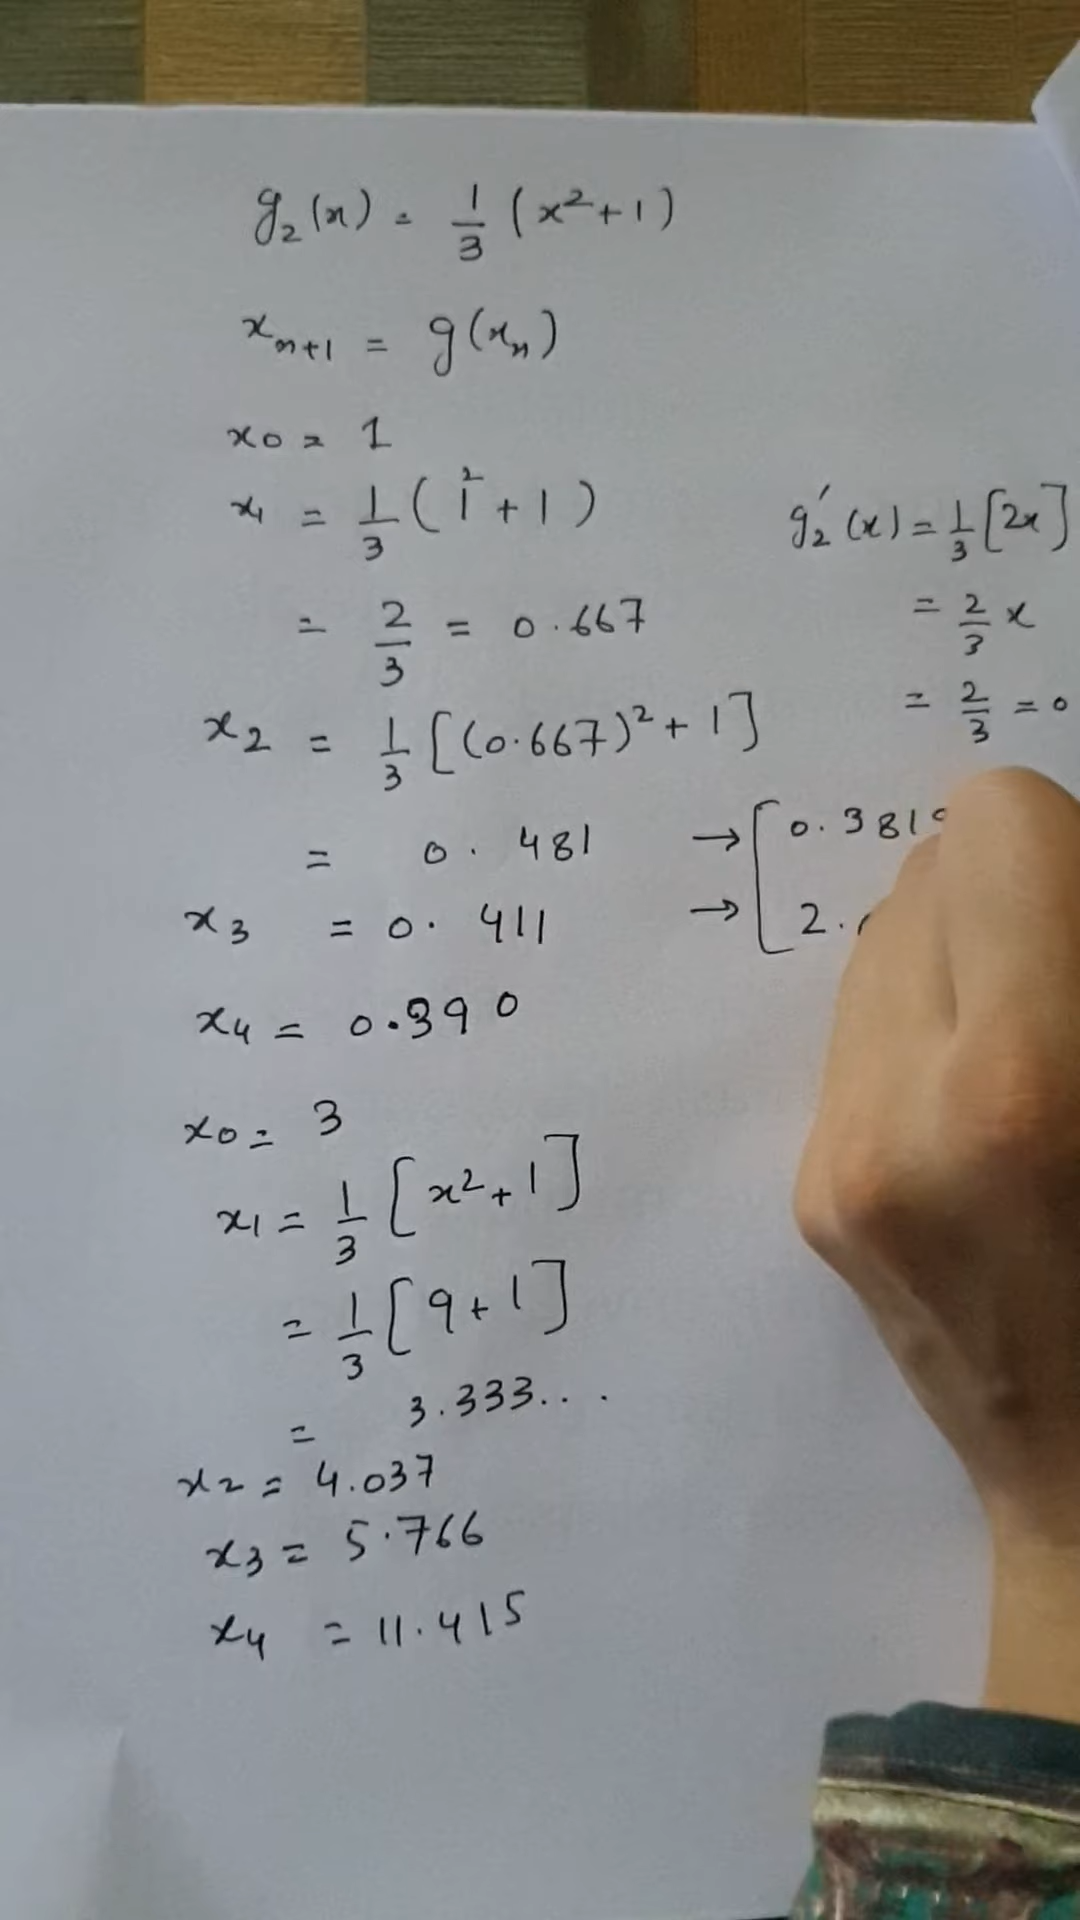 g₂(x) = 1/3 (x² + 1)
xₙ₊₁ = g(xₙ)
x0 = 1
x₁ = 1/3 (1² + 1)
= 2/3 = 0.667
x₂ = 1/3 [(0.667)² + 1]
= 0.481
x₃ = 0.411
x₄ = 0.390
x0 = 3
x₁ = 1/3 [x² + 1]
= 1/3 [9 + 1]
= 3.333...
x₂ = 4.037
x₃ = 5.766
x₄ = 11.415
g₂′(x) = 1/3 [2x]
= 2/3 x
= 2/3 = 0
→ [ 0.381
→ [ 2.